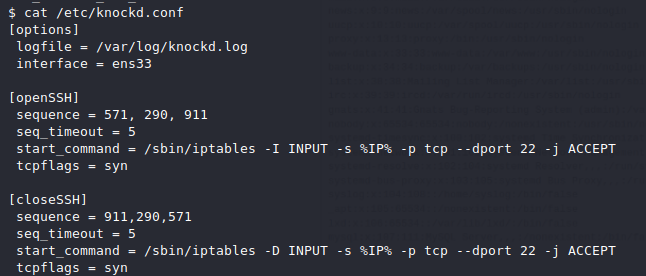 $ cat /etc/knockd.conf
[options]
logfile = /var/log/knockd.log
interface = ens33
[openSSH]
sequence = 571, 290, 911
seq_timeout = 5
start_command = /sbin/iptables -I INPUT -s %IP% -p tcp --dport 22 -j ACCEPT
tcpflags = syn
[closeSSH]
sequence = 911,290,571
seq_timeout = 5
start_command = /sbin/iptables -D INPUT -s %IP% -p tcp --dport 22 -j ACCEPT
tcpflags = syn